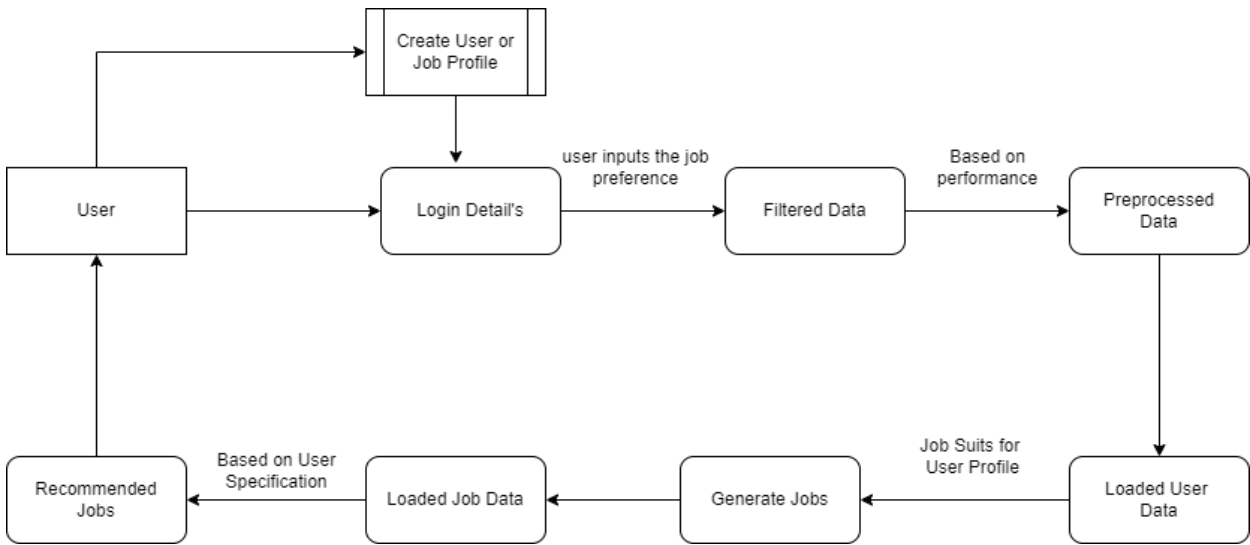 Create User or
Job Profile
User
Login Detail's
user inputs the job
preference
Filtered Data
Based on
performance
Preprocessed
Data
Recommended
Jobs
Based on User
Specification
Loaded Job Data
Generate Jobs
Job Suits for
User Profile
Loaded User
Data